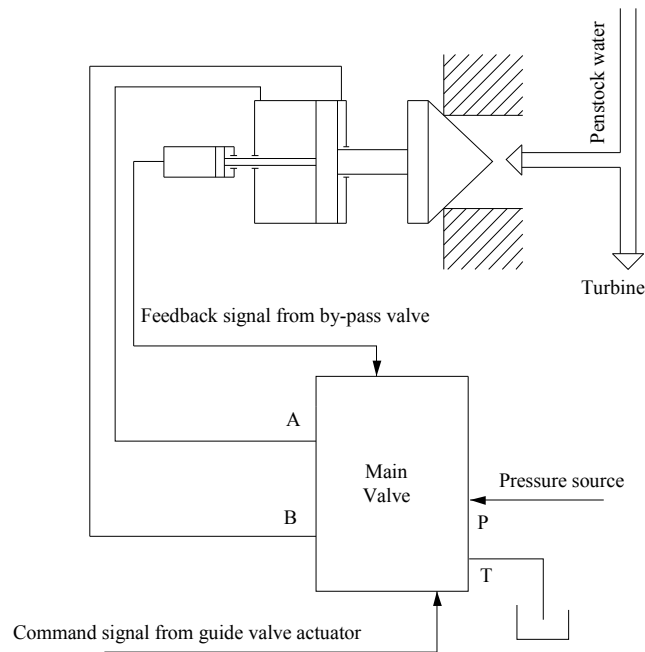 Penstock water
Turbine
Feedback signal from by-pass valve
A
Main
Valve
Pressure source
B
P
T
Command signal from guide valve actuator